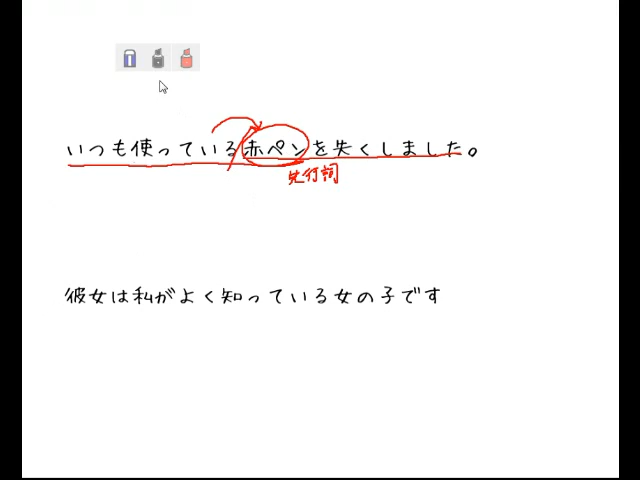 いつも使っている赤ペンを失くしました。
先行詞
彼女は私がよく知っている女の子です